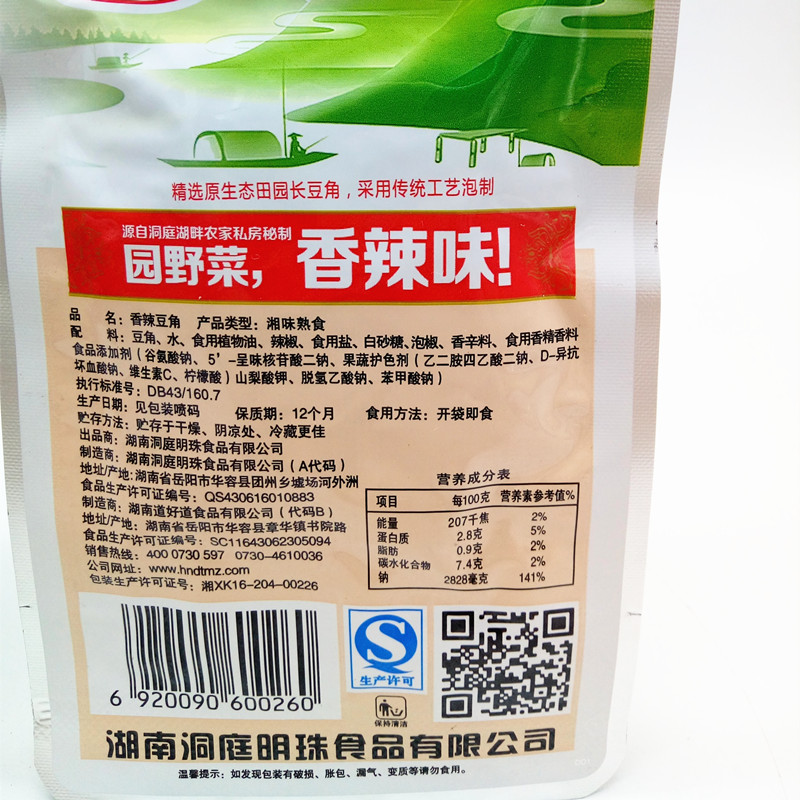 精选原生态田园长豆角，采用传统工艺泡制
源自洞庭湖畔农家私房秘制
园野菜，香辣味！
品 名：香辣豆角 产品类型：湘味熟食
配 料：豆角、水、食用植物油、辣椒、食用盐、白砂糖、泡椒、香辛料、食用香精香料
食品添加剂（谷氨酸钠、5’-呈味核苷酸二钠、果蔬护色剂（乙二胺四乙酸二钠、D-异抗
坏血酸钠、维生素C、柠檬酸）山梨酸钾、脱氢乙酸钠、苯甲酸钠）
执行标准号：DB43/160.7
生产日期：见包装喷码 保质期：12个月 食用方法：开袋即食
贮存方法：贮存于干燥、阴凉处、冷藏更佳
出品商：湖南洞庭明珠食品有限公司
制造商：湖南洞庭明珠食品有限公司（A代码）
地址/产地:湖南省岳阳市华容县团州乡墟场河外洲
食品生产许可证编号：QS430616010883
制造商：湖南道好道食品有限公司（代码B）
地址/产地：湖南省岳阳市华容县章华镇书院路
食品生产许可证编号：SC11643062305094
销售热线：400 0730 597 0730-4610036
公司网址：www.hndtmz.com
包装生产许可证号：湘XK16-204-00226
营养成分表
项目 每100克 营养素参考值%
能量 207千焦 2%
蛋白质 2.8克 5%
脂肪 0.9克 2%
碳水化合物 7.4克 2%
钠 2828毫克 141%
6 920090 600260
生产许可
保持清洁
湖南洞庭明珠食品有限公司
温馨提示：如发现包装有破损、胀包、漏气、变质等请勿食用。